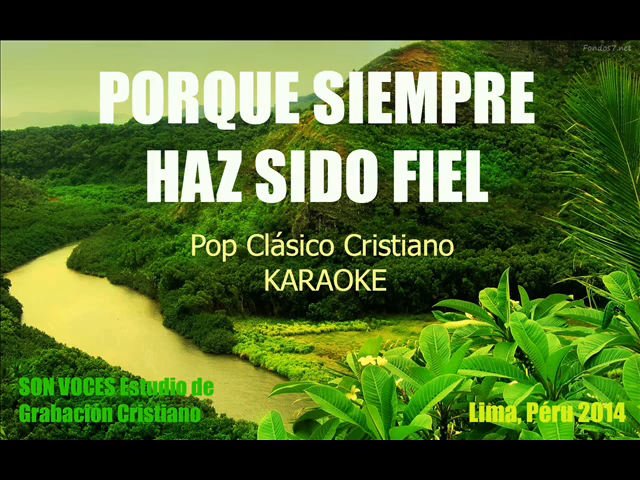 Fondos7.net
PORQUE SIEMPRE
HAZ SIDO FIEL
Pop Clásico Cristiano
KARAOKE
SON VOCES Estudio de
Grabación Cristiano
Lima, Péru 2014